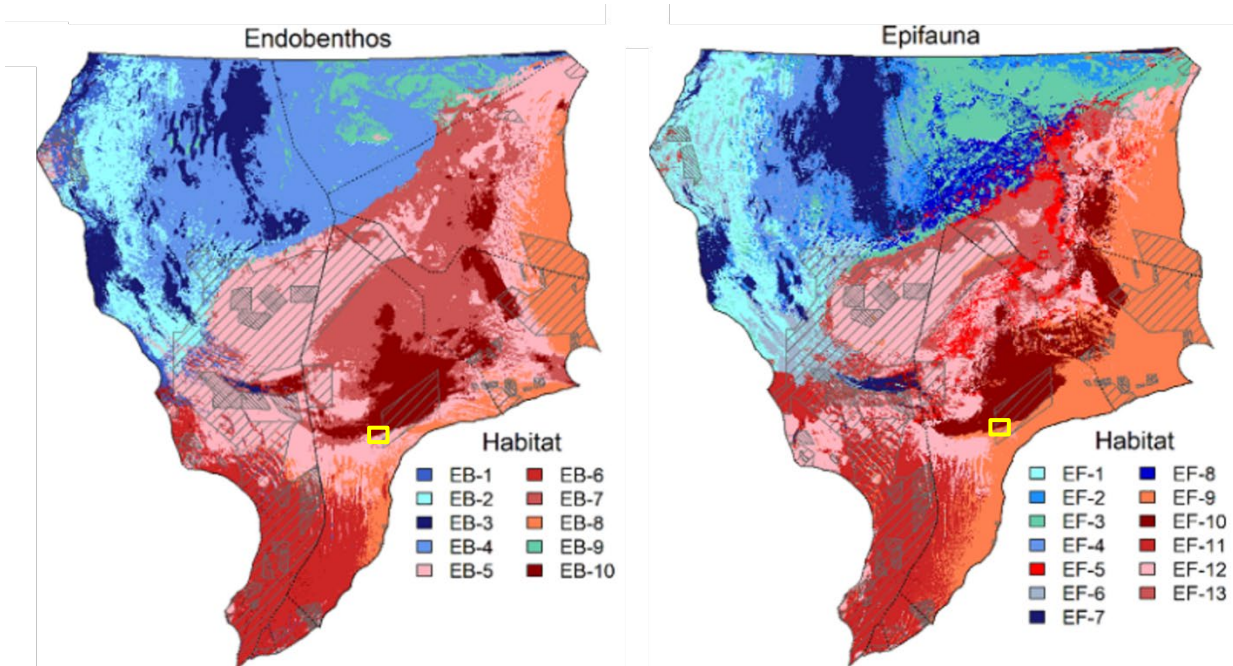 Endobenthos
Epifauna
Habitat
EB-1 EB-6
EB-2 EB-7
EB-3 EB-8
EB-4 EB-9
EB-5 EB-10
Habitat
EF-1 EF-8
EF-2 EF-9
EF-3 EF-10
EF-4 EF-11
EF-5 EF-12
EF-6 EF-13
EF-7